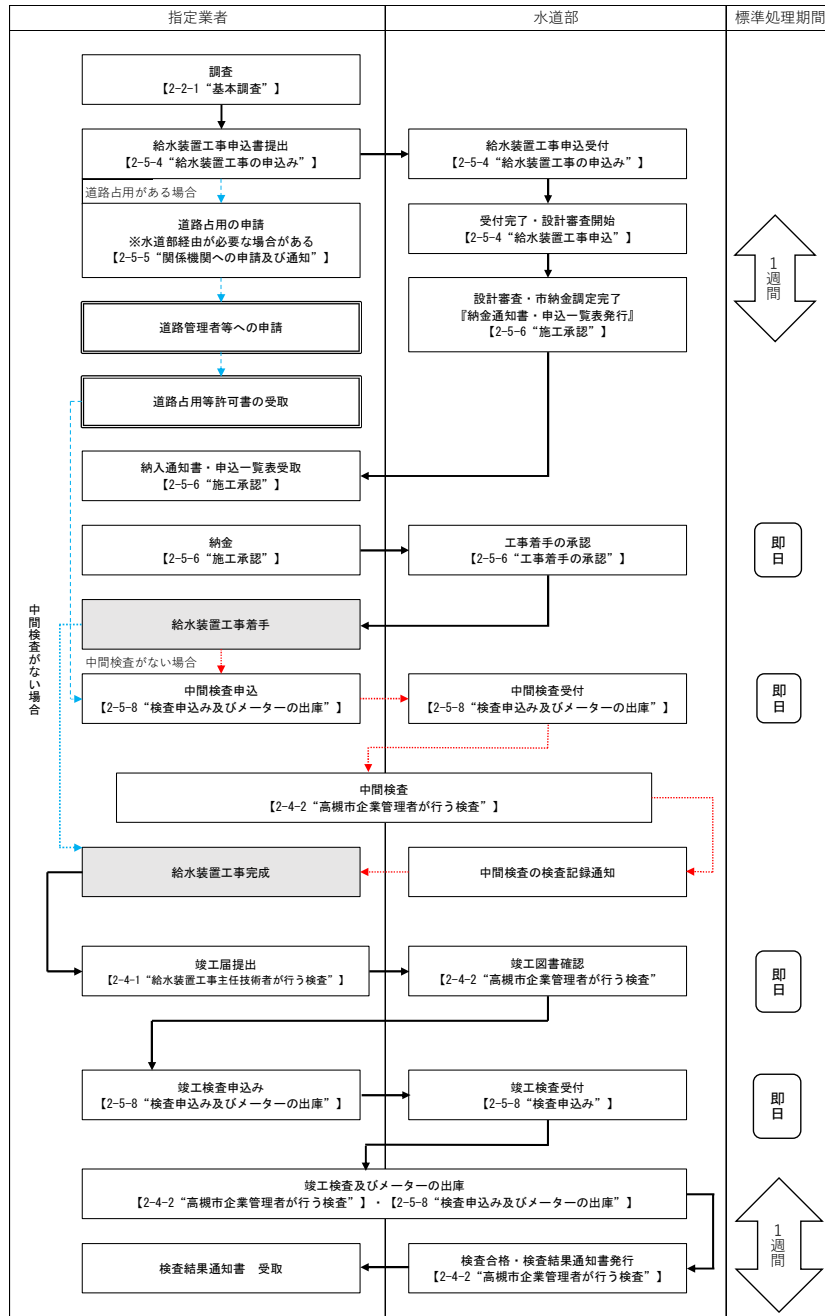 指定業者
水道部
標準処理期間
調査
【2-2-1“基本調査”】
給水装置工事申込書提出
【2-5-4“給水装置工事の申込み”】
給水装置工事申込受付
【2-5-4“給水装置工事の申込み”】
道路占用がある場合
道路占用の申請
※水道部経由が必要な場合がある
【2-5-5“関係機関への申請及び通知”】
受付完了・設計審査開始
【2-5-4“給水装置工事申込”】
1週間
設計審査・市納金調定完了
『納金通知書・申込一覧表発行』
【2-5-6“施工承認”】
道路管理者等への申請
道路占用等許可書の受取
納入通知書・申込一覧表受取
【2-5-6“施工承認”】
納金
【2-5-6“施工承認”】
工事着手の承認
【2-5-6“工事着手の承認”】
即日
中間検査がない場合
給水装置工事着手
中間検査がない場合
中間検査申込
【2-5-8“検査申込み及びメーターの出庫”】
中間検査受付
【2-5-8“検査申込み及びメーターの出庫”】
即日
中間検査
【2-4-2“高槻市企業管理者が行う検査”】
給水装置工事完成
中間検査の検査記録通知
竣工届提出
【2-4-1“給水装置工事主任技術者が行う検査”】
竣工図書確認
【2-4-2“高槻市企業管理者が行う検査”
即日
竣工検査申込み
【2-5-8“検査申込み及びメーターの出庫”】
竣工検査受付
【2-5-8“検査申込み”】
即日
竣工検査及びメーターの出庫
【2-4-2“高槻市企業管理者が行う検査”】・【2-5-8“検査申込み及びメーターの出庫”】
1週間
検査結果通知書 受取
検査合格・検査結果通知書発行
【2-4-2“高槻市企業管理者が行う検査”】